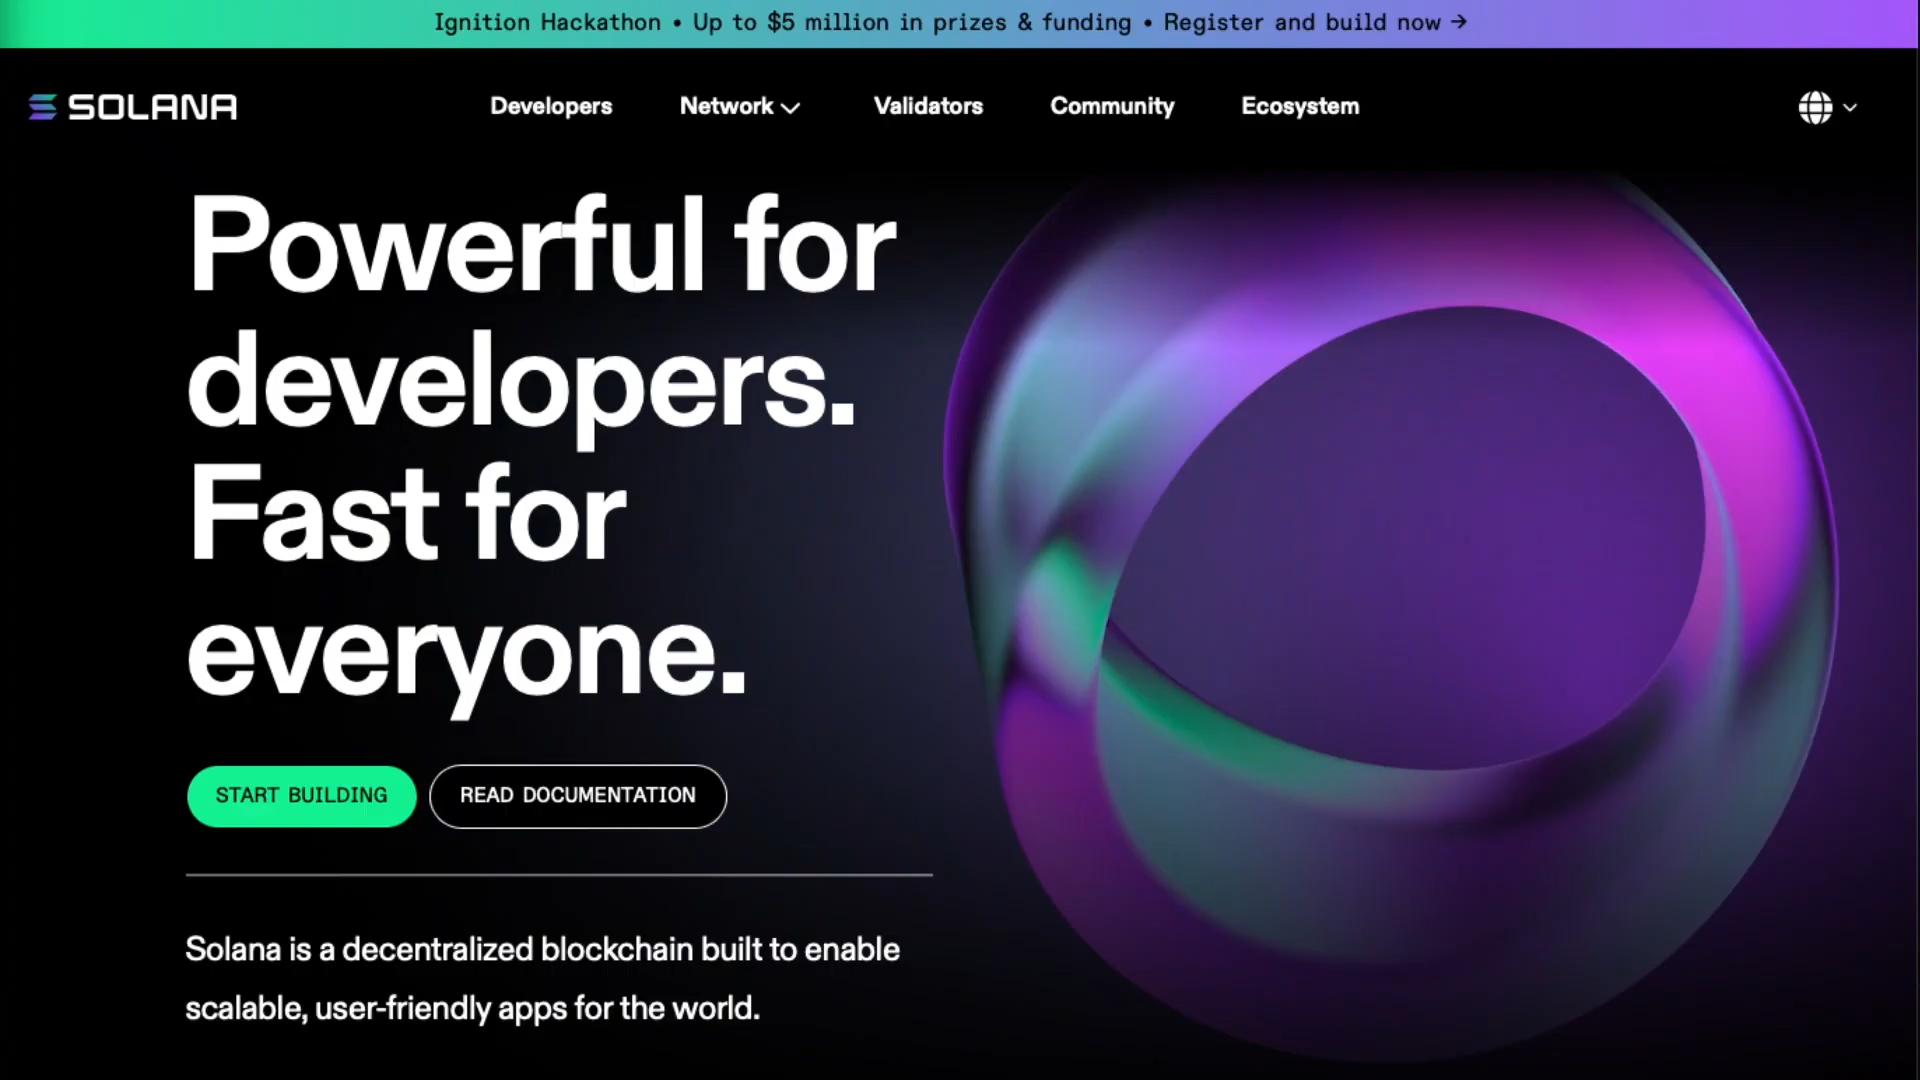 Ignition Hackathon • Up to $5 million in prizes & funding • Register and build now →
SOLANA
Developers
Network
Validators
Community
Ecosystem
Powerful for
developers.
Fast for
everyone.
START BUILDING
READ DOCUMENTATION
Solana is a decentralized blockchain built to enable
scalable, user-friendly apps for the world.